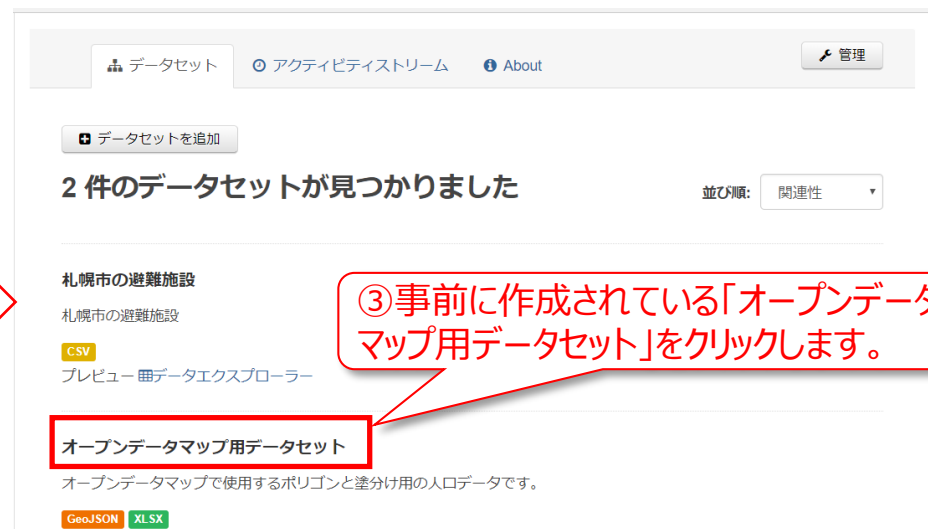 データセット アクティビティストリーム About 管理
データセットを追加
2 件のデータセットが見つかりました 並び順: 関連性
札幌市の避難施設
札幌市の避難施設
CSV
プレビュー データエクスプローラー
③事前に作成されている「オープンデータ
マップ用データセット」をクリックします。
オープンデータマップ用データセット
オープンデータマップで使用するポリゴンと塗分け用の人口データです。
GeoJSON XLSX